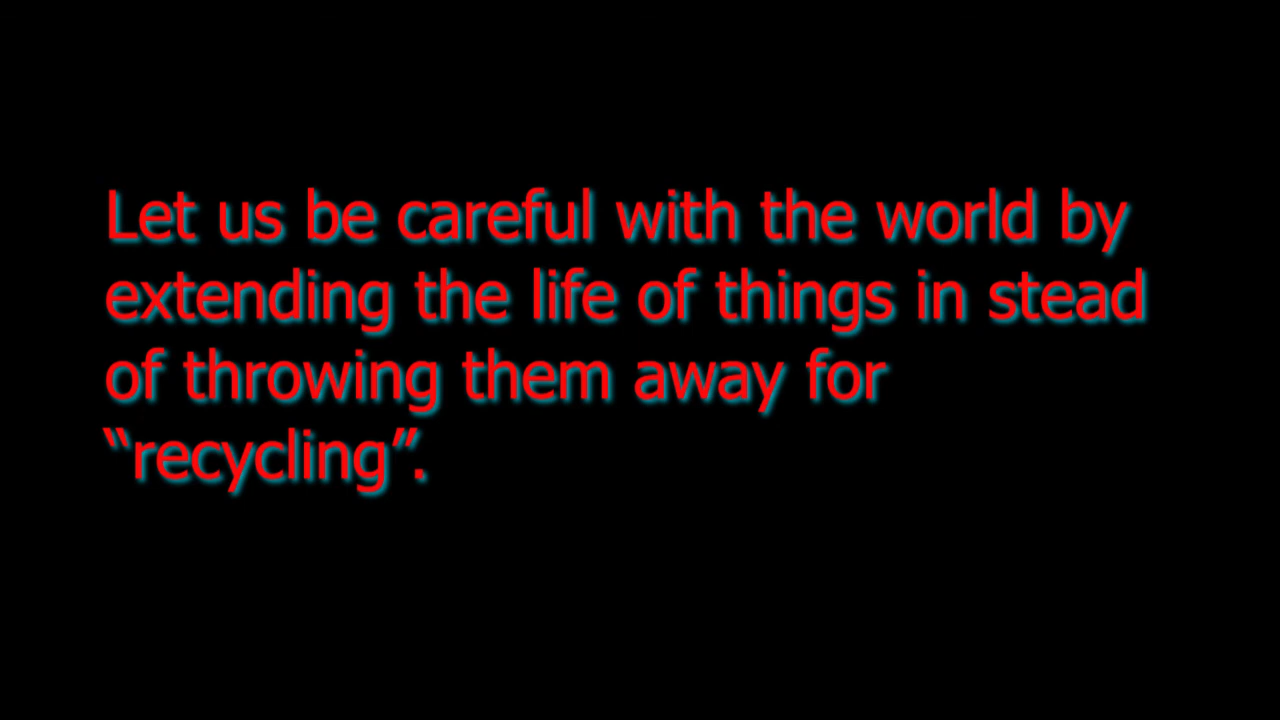 Let us be careful with the world by
extending the life of things in stead
of throwing them away for
“recycling”.